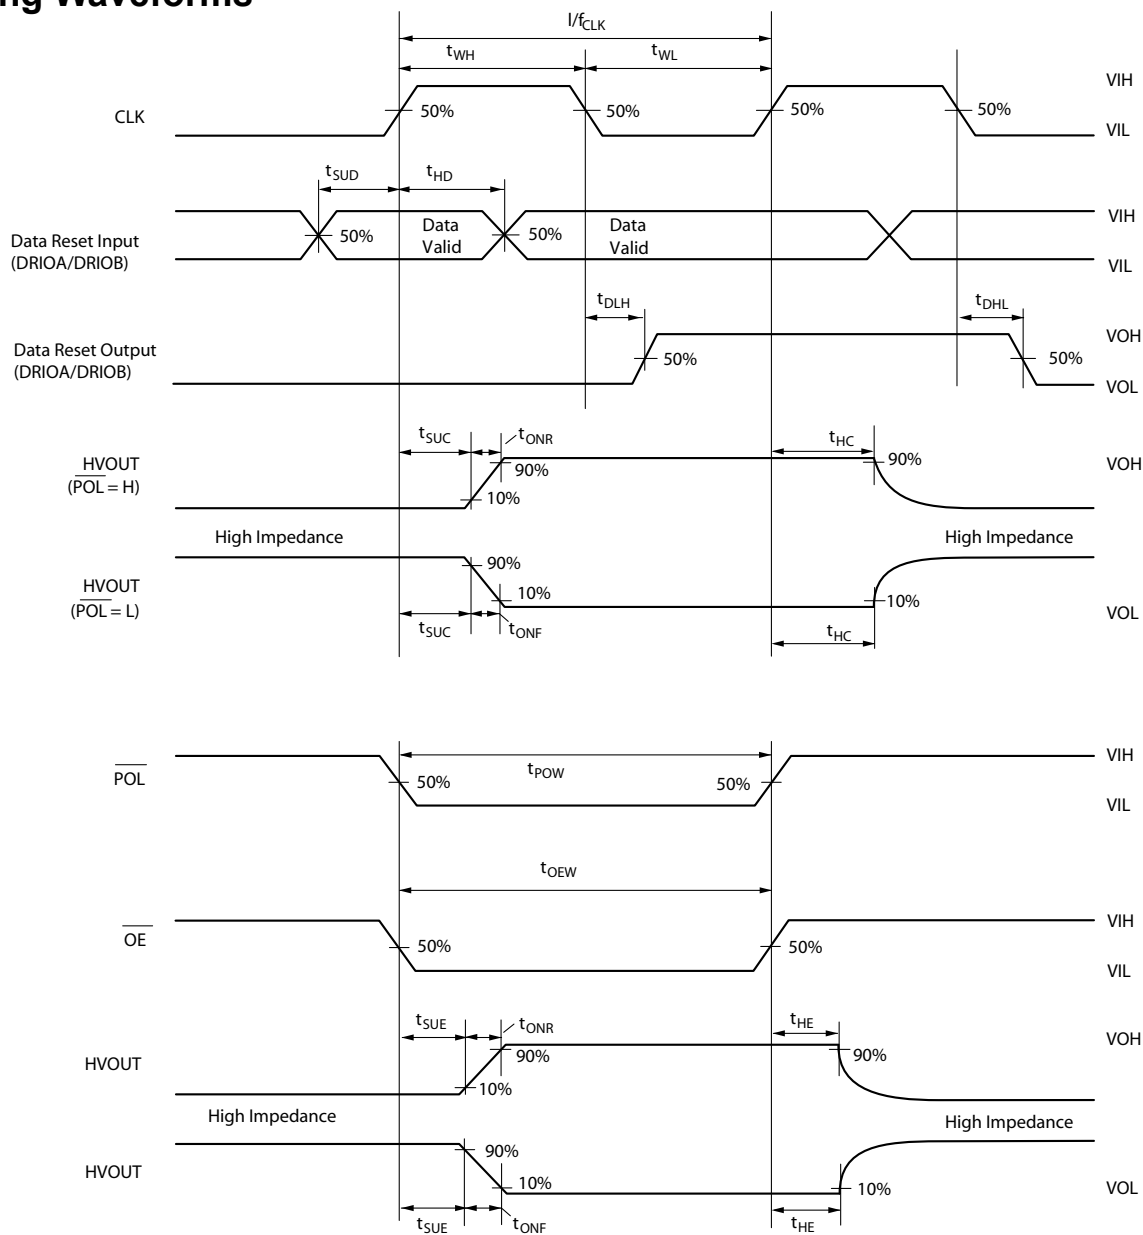 ng Waveforms
l/fCLK
tWH
tWL
CLK
50%
50%
50%
50%
VIH
VIL
tSUD
tHD
Data Reset Input
(DRIOA/DRIOB)
50%
Data
Valid
50%
Data
Valid
VIH
VIL
tDLH
tDHL
Data Reset Output
(DRIOA/DRIOB)
50%
50%
VOH
VOL
tSUC
tONR
tHC
HVOUT
(POL = H)
90%
10%
90%
VOH
High Impedance
High Impedance
HVOUT
(POL = L)
90%
10%
10%
VOL
tSUC
tONF
tHC
POL
tPOW
50%
50%
VIH
VIL
tOEW
OE
50%
50%
VIH
VIL
tSUE
tONR
tHE
HVOUT
90%
10%
90%
VOH
High Impedance
High Impedance
HVOUT
90%
10%
10%
VOL
tSUE
tONF
tHE